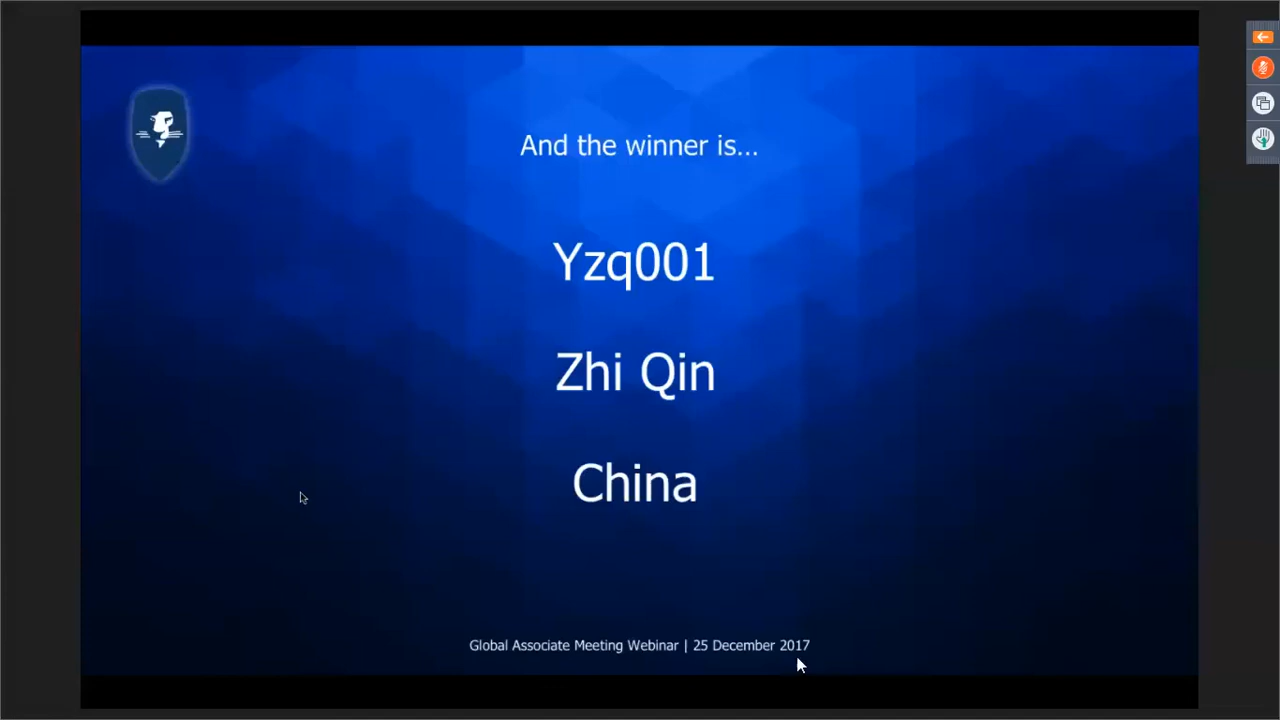 And the winner is...
Yzq001
Zhi Qin
China
Global Associate Meeting Webinar | 25 December 2017